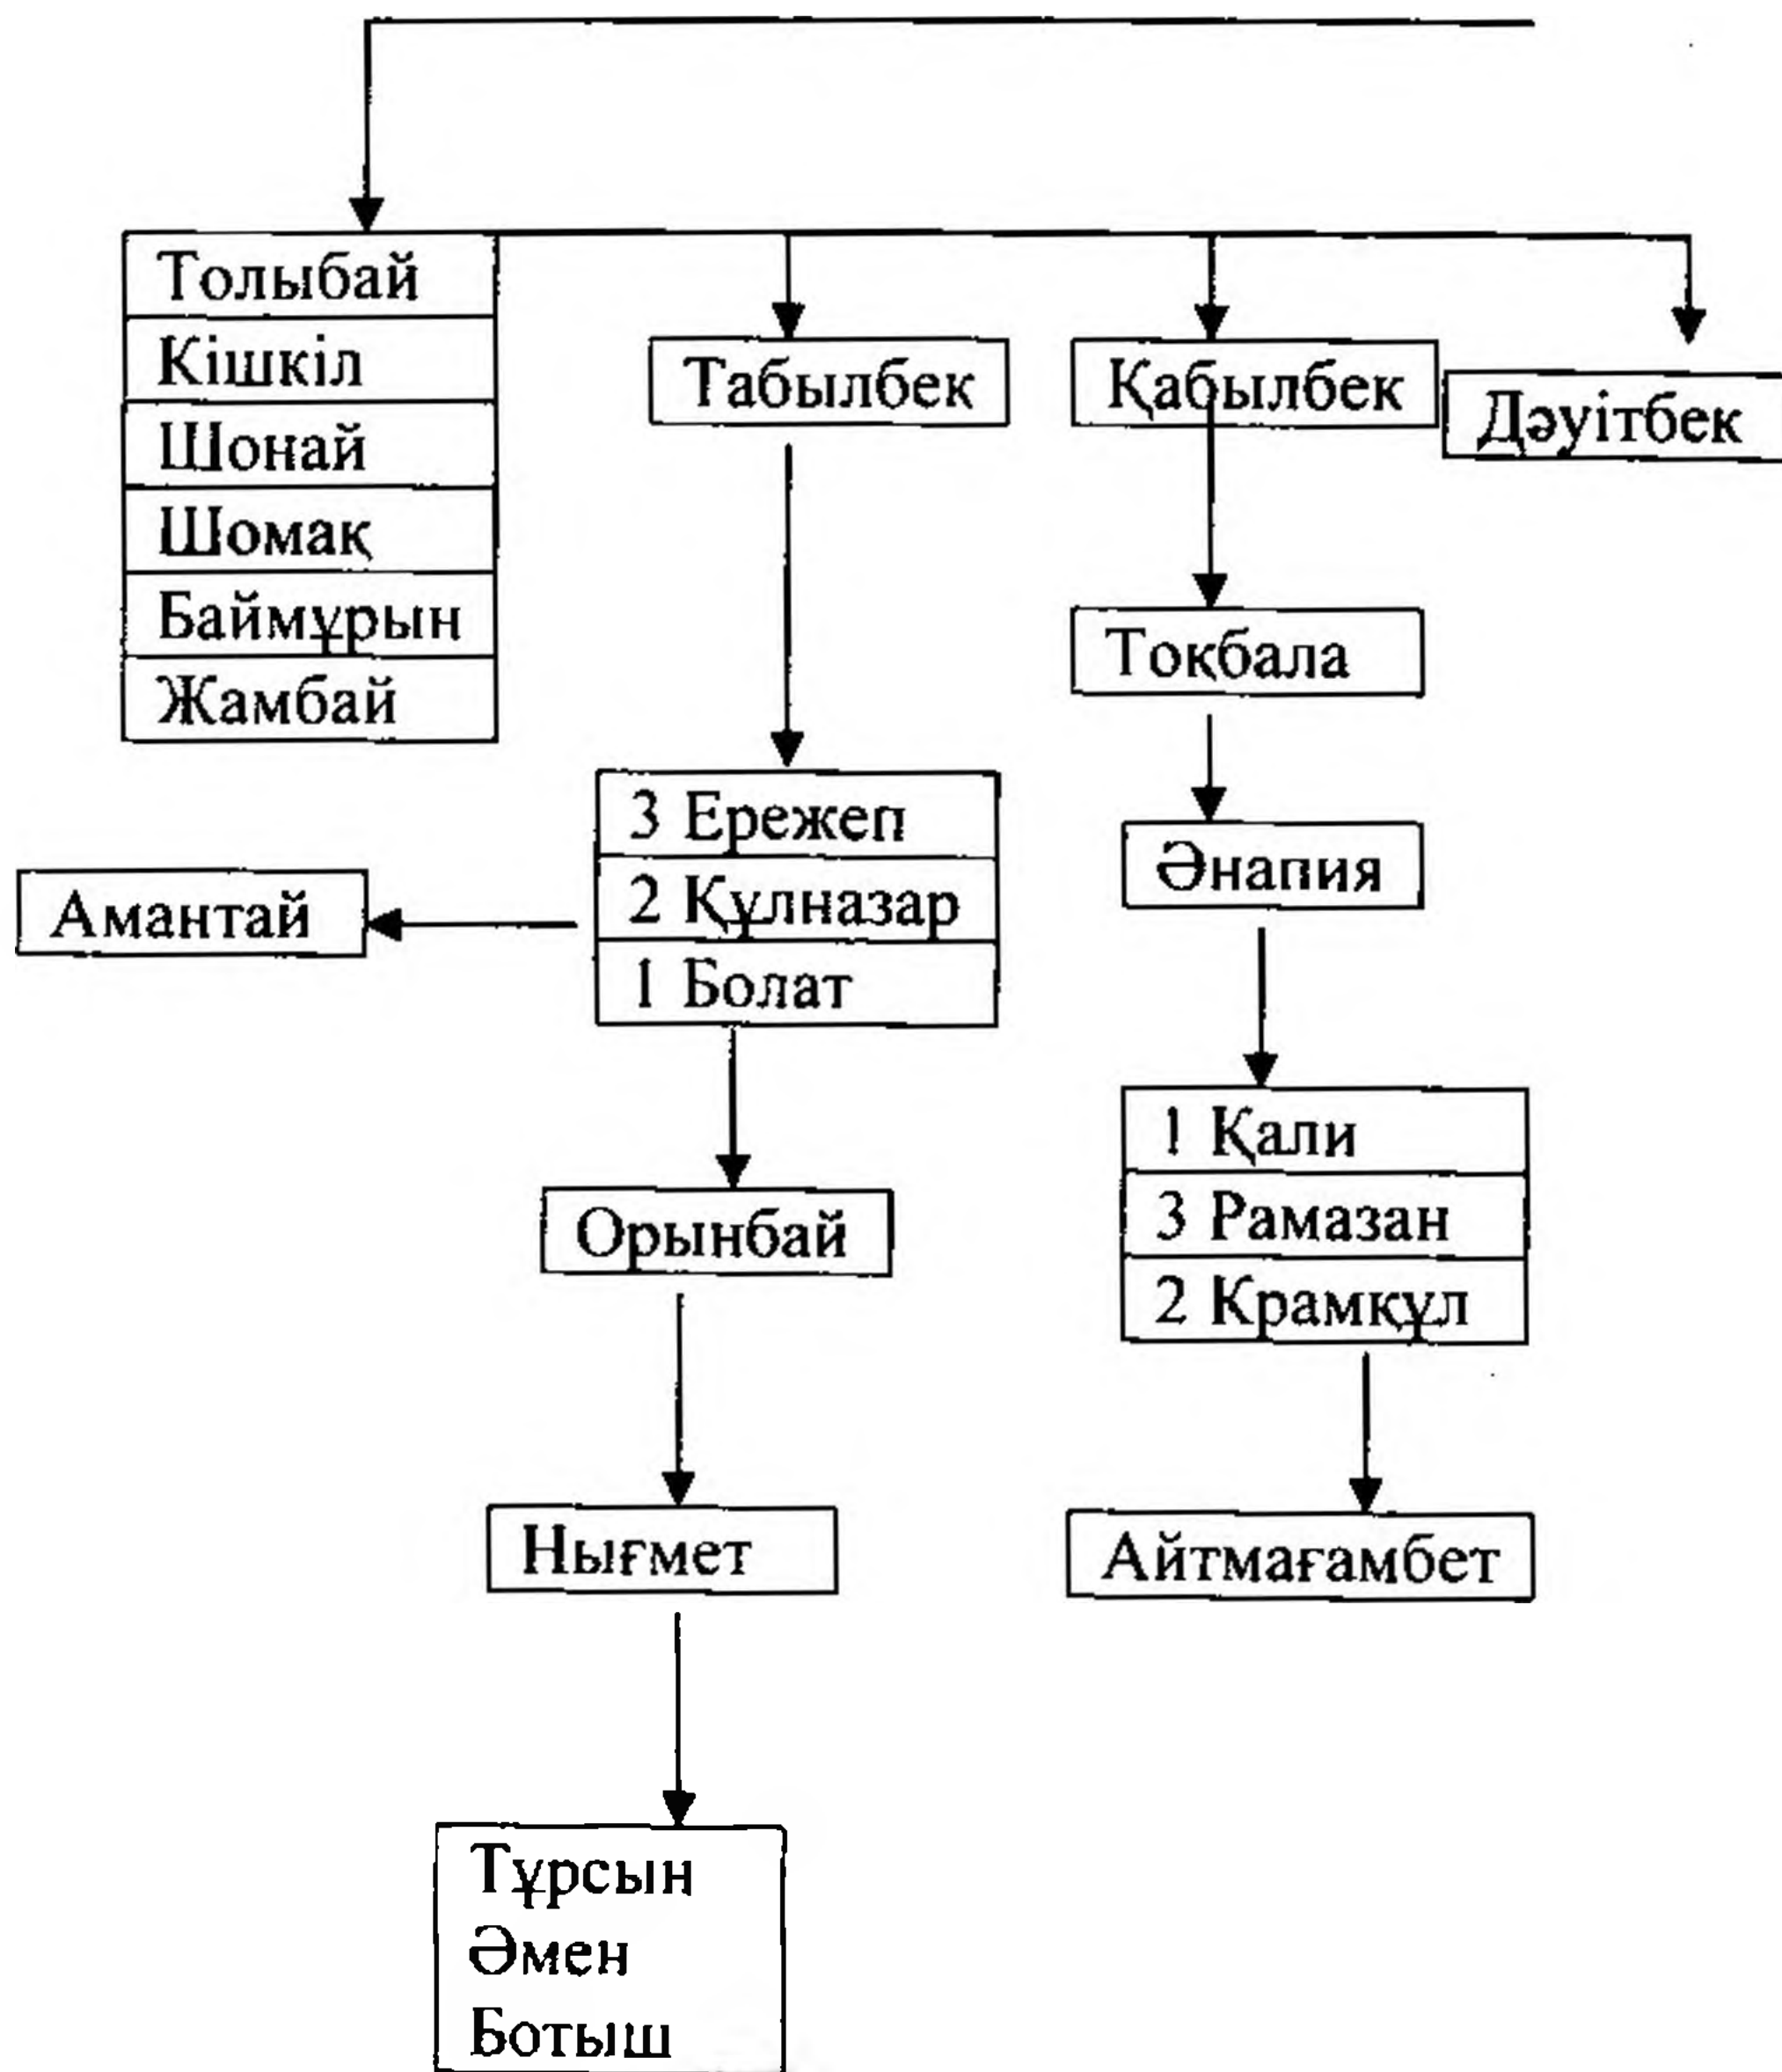 Толыбай
Кішкіл
Шонай
Шомақ
Баймұрын
Жамбай
Табылбек
Қабылбек
Дәуітбек
Тоқбала
3 Ережеп
2 Құлназар
1 Болат
Амантай
Әнапия
Орынбай
1 Қали
3 Рамазан
2 Крамқұл
Нығмет
Айтмағамбет
Тұрсын
Әмен
Ботыш